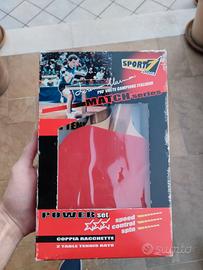 SPORT
PIU' VOLTE CAMPIONE ITALIANO
MATCH series
POWER set
speed
control
spin
COPPIA RACCHETTE
2 TABLE TENNIS BATS
subito